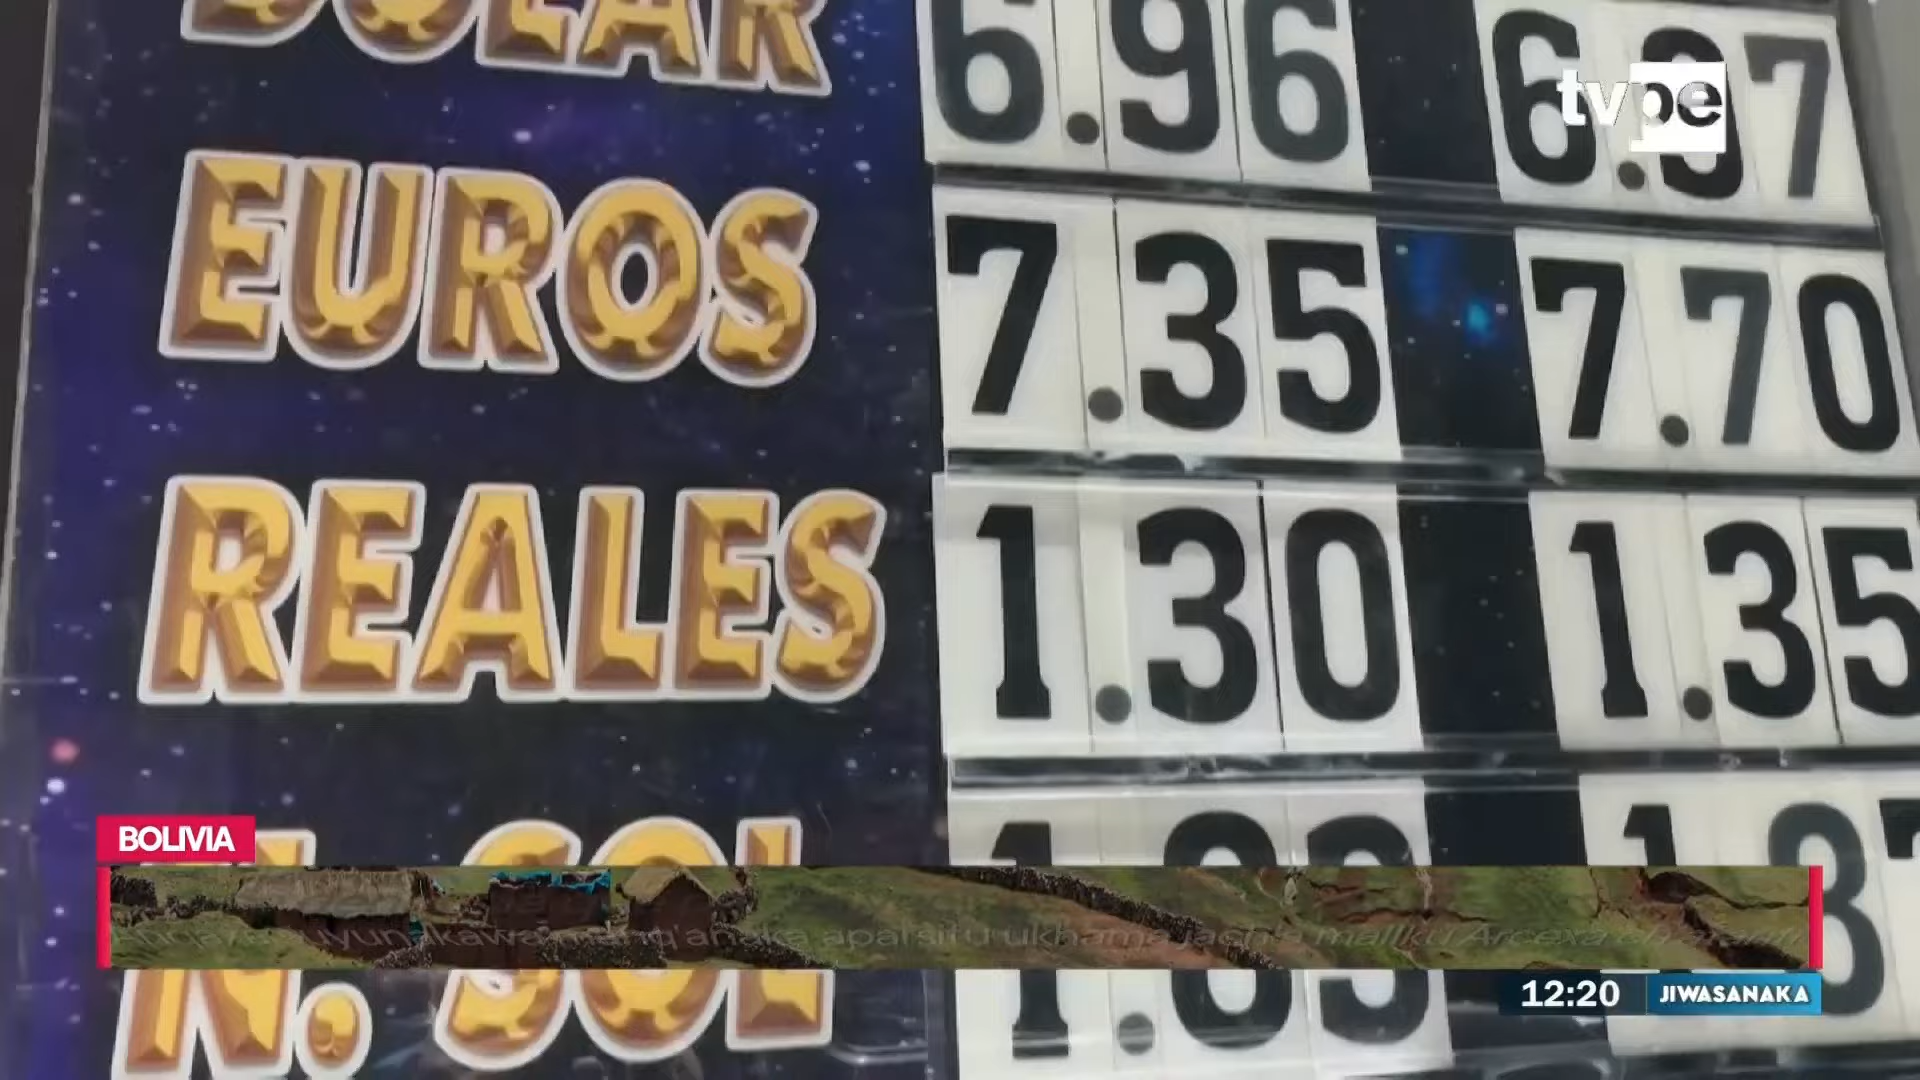 DOLAR 6.96 6.97
tvpe
EUROS 7.35 7.70
REALES 1.30 1.35
BOLIVIA
N. SOL
12:20 JIWASANAKA